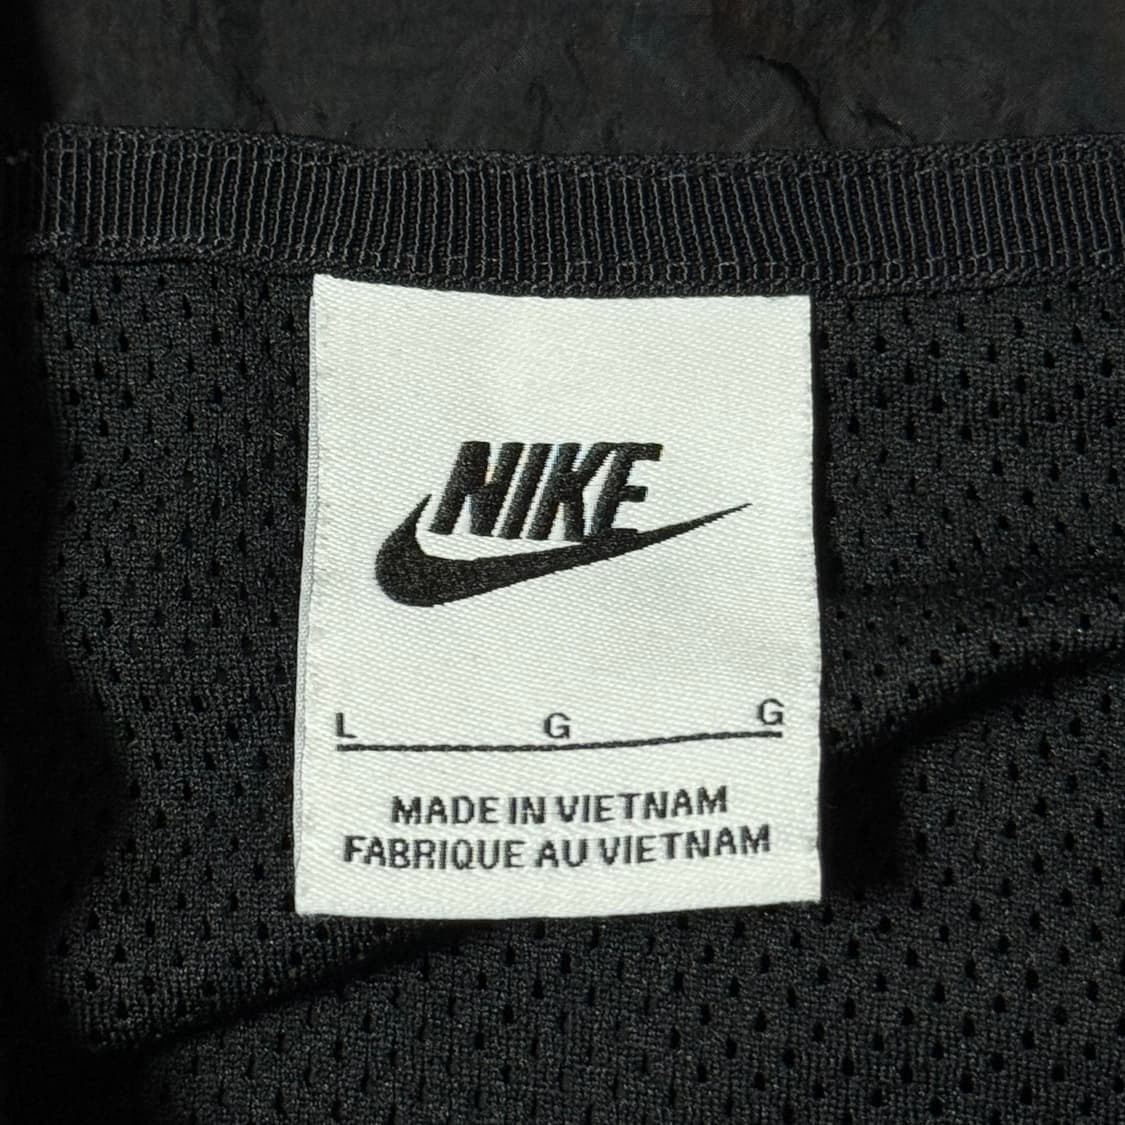 NIKE
L G G
MADE IN VIETNAM
FABRIQUE AU VIETNAM